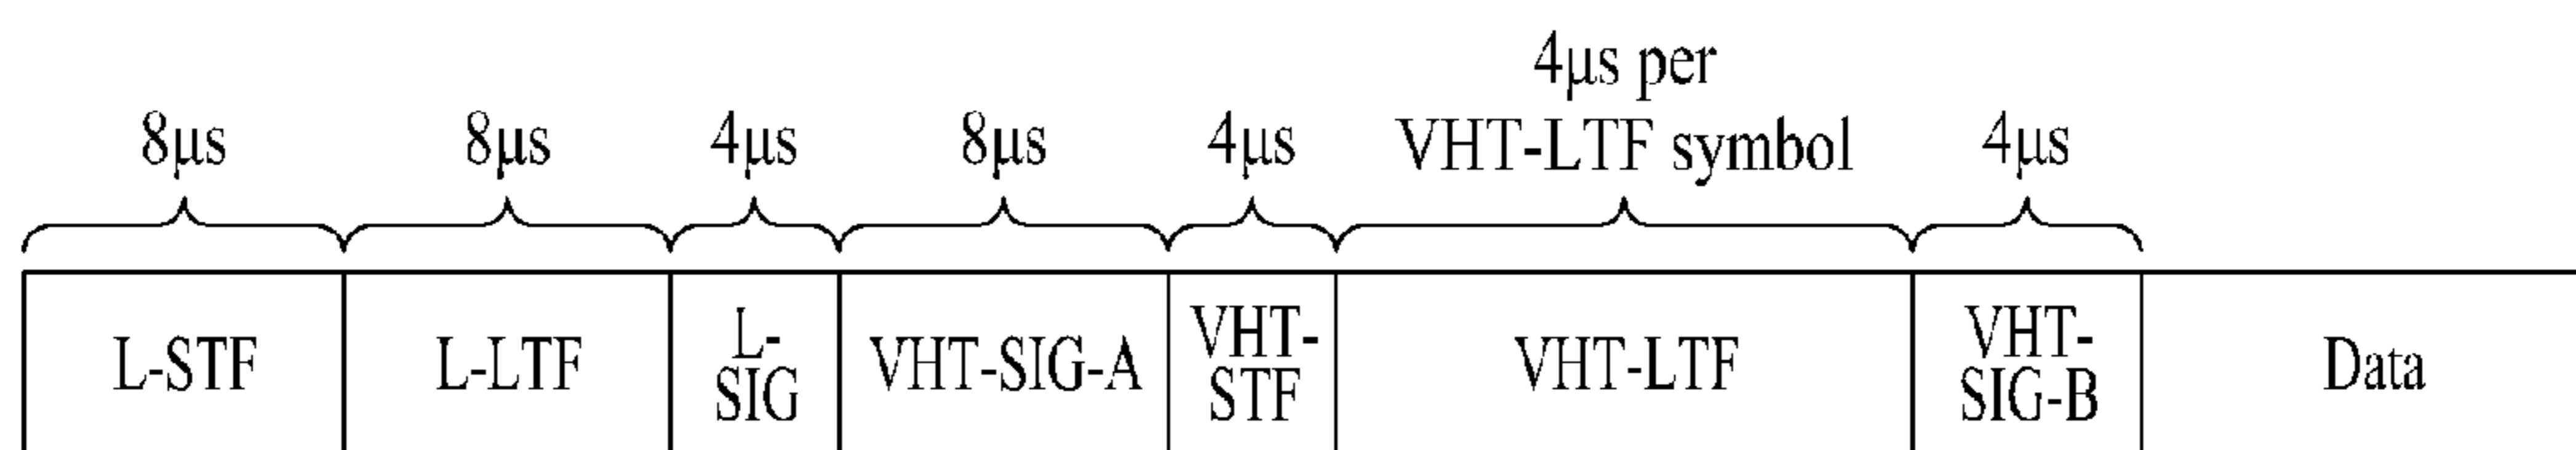 4μs per
8μs 8μs 4μs 8μs 4μs VHT-LTF symbol 4μs
L-STF L-LTF L- VHT-SIG-A VHT- VHT-LTF VHT- Data
SIG STF SIG-B